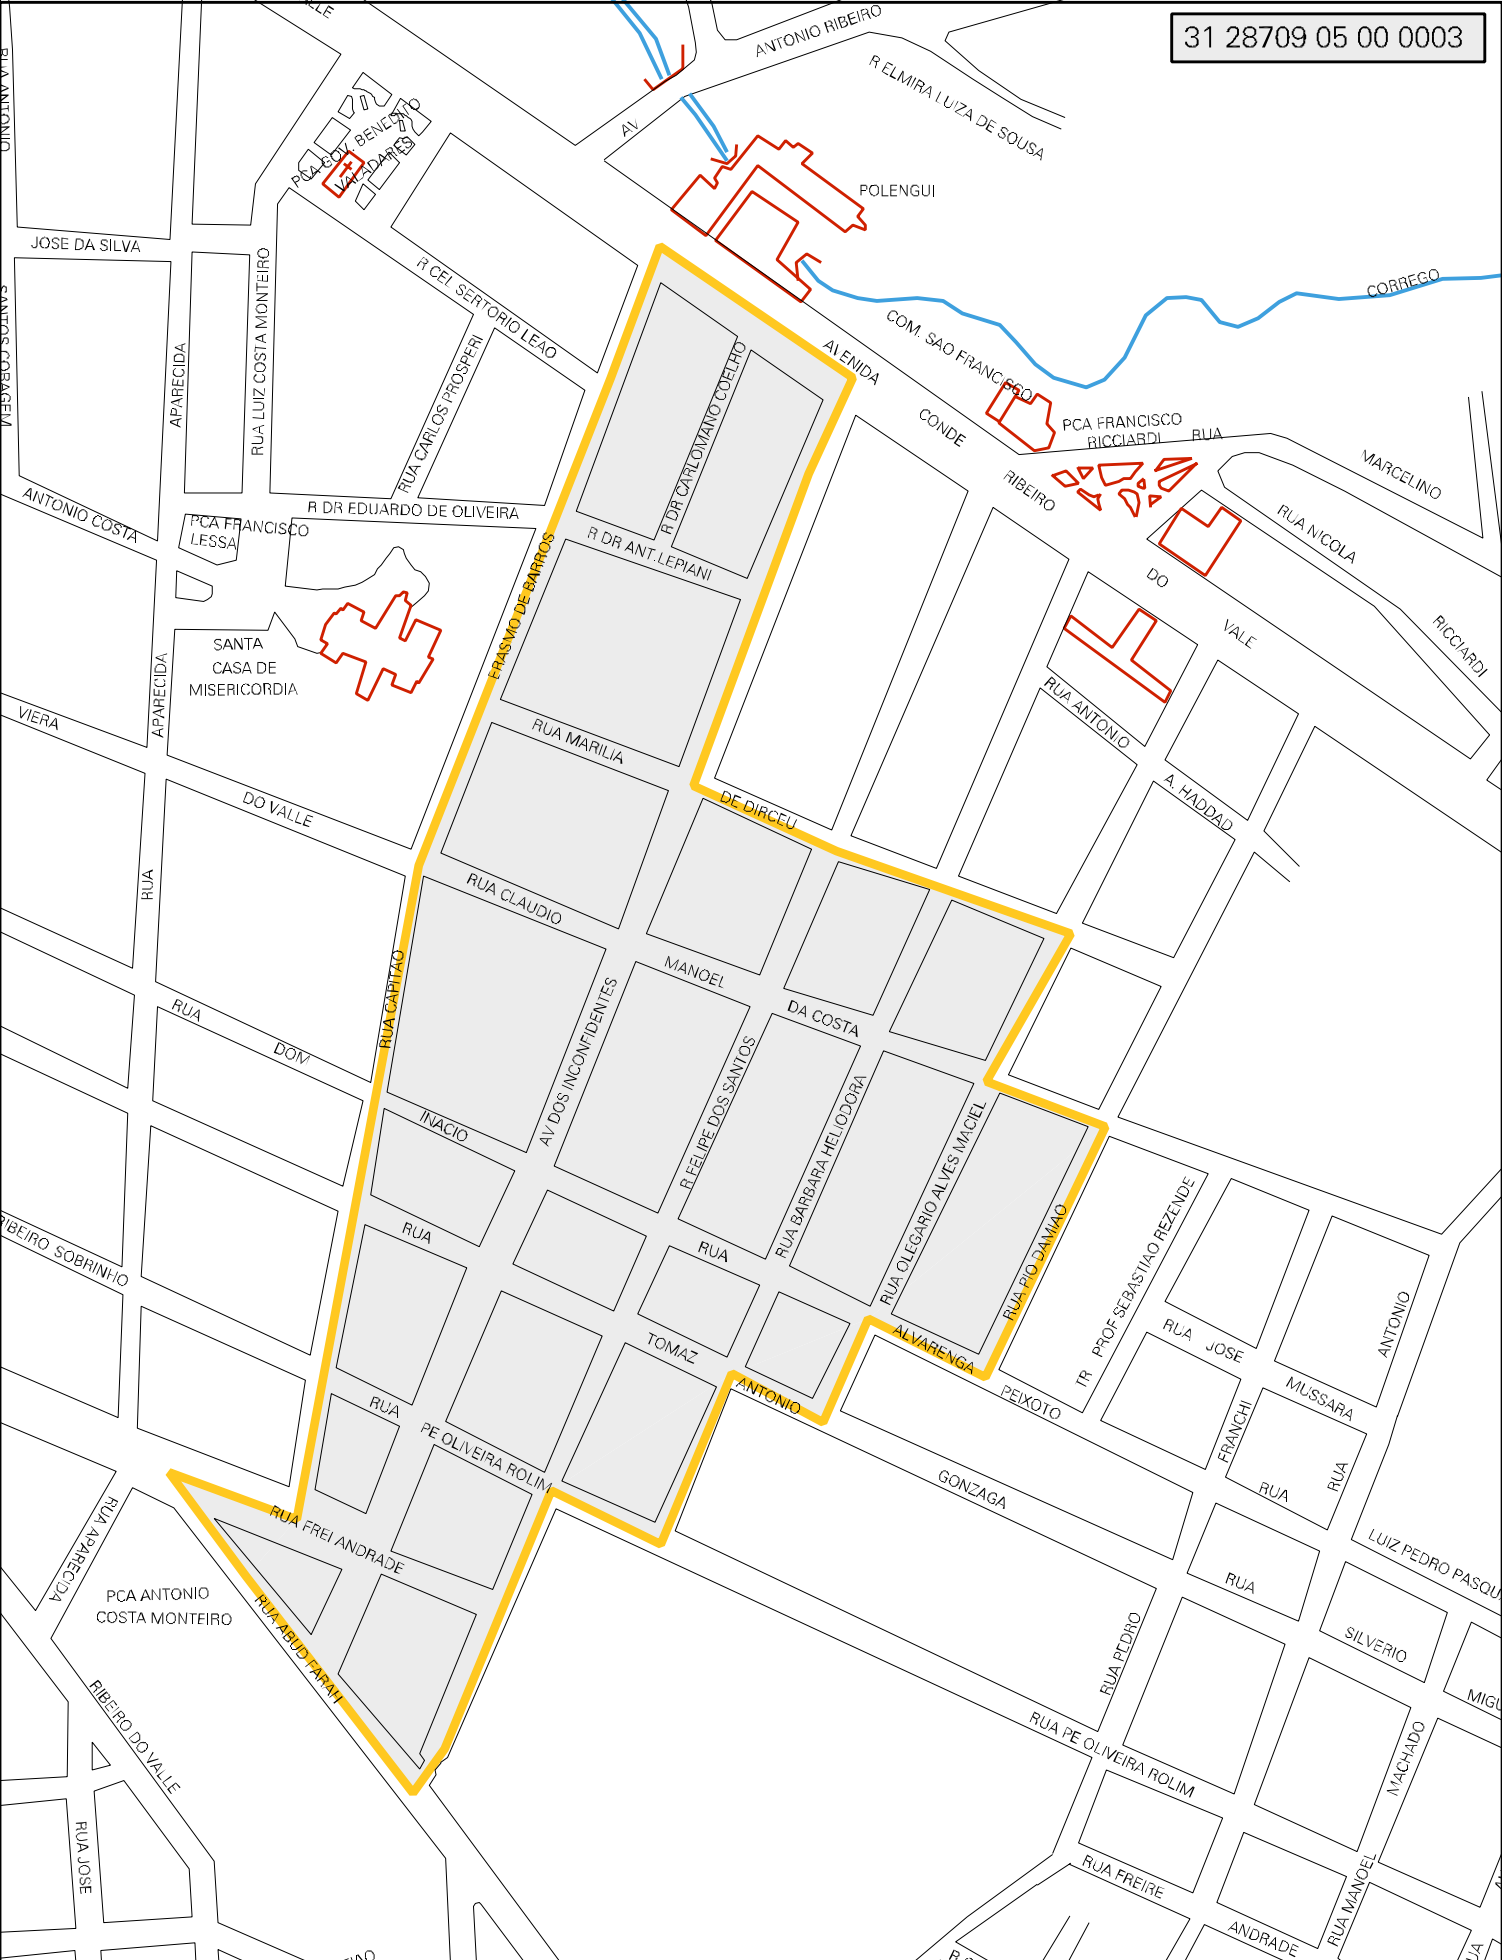 31 28709 05 00 0003
ANTONIO RIBEIRO
R ELMIRA LUIZA DE SOUSA
AV
PCA GOV. BENEDITO
VALADARES
POLENGUI
JOSE DA SILVA
RUA ANTONIO
SANTOS CORAGEM
APARECIDA
RUA LUIZ COSTA MONTEIRO
R CEL SERTORIO LEAO
RUA CARLOS PROSPERI
CORREGO
COM. SAO FRANCISCO
AVENIDA
CONDE
RIBEIRO
DO
VALE
PCA FRANCISCO
RICCIARDI
RUA
MARCELINO
RUA NICOLA
RICCIARDI
R DR CARLOMANO COELHO
ANTONIO COSTA
PCA FRANCISCO
LESSA
R DR EDUARDO DE OLIVEIRA
R DR ANT.LEPIANI
ERASMO DE BARROS
SANTA
CASA DE
MISERICORDIA
APARECIDA
VIERA
RUA MARILIA
RUA ANTONIO
A. HADDAD
DO VALLE
DE DIRCEU
RUA
RUA CLAUDIO
MANOEL
DA COSTA
RUA CAPITAO
AV DOS INCONFIDENTES
RUA
DOM
INACIO
R FELIPE DOS SANTOS
RUA BARBARA HELIODORA
RUA OLEGARIO ALVES MACIEL
RUA PIO DAMIAO
TR PROF SEBASTIAO REZENDE
RIBEIRO SOBRINHO
RUA
RUA
TOMAZ
ANTONIO
ALVARENGA
PEIXOTO
RUA JOSE
MUSSARA
ANTONIO
RUA
PE OLIVEIRA ROLIM
GONZAGA
FRANCHI
RUA
RUA
RUA APARECIDA
RUA FREI ANDRADE
LUIZ PEDRO PASQU
PCA ANTONIO
COSTA MONTEIRO
RUA ABUD FARAH
RUA
SILVERIO
RUA PEDRO
RIBEIRO DO VALLE
RUA PE OLIVEIRA ROLIM
MIGU
MACHADO
RUA JOSE
RUA FREIRE
ANDRADE
RUA MANOEL